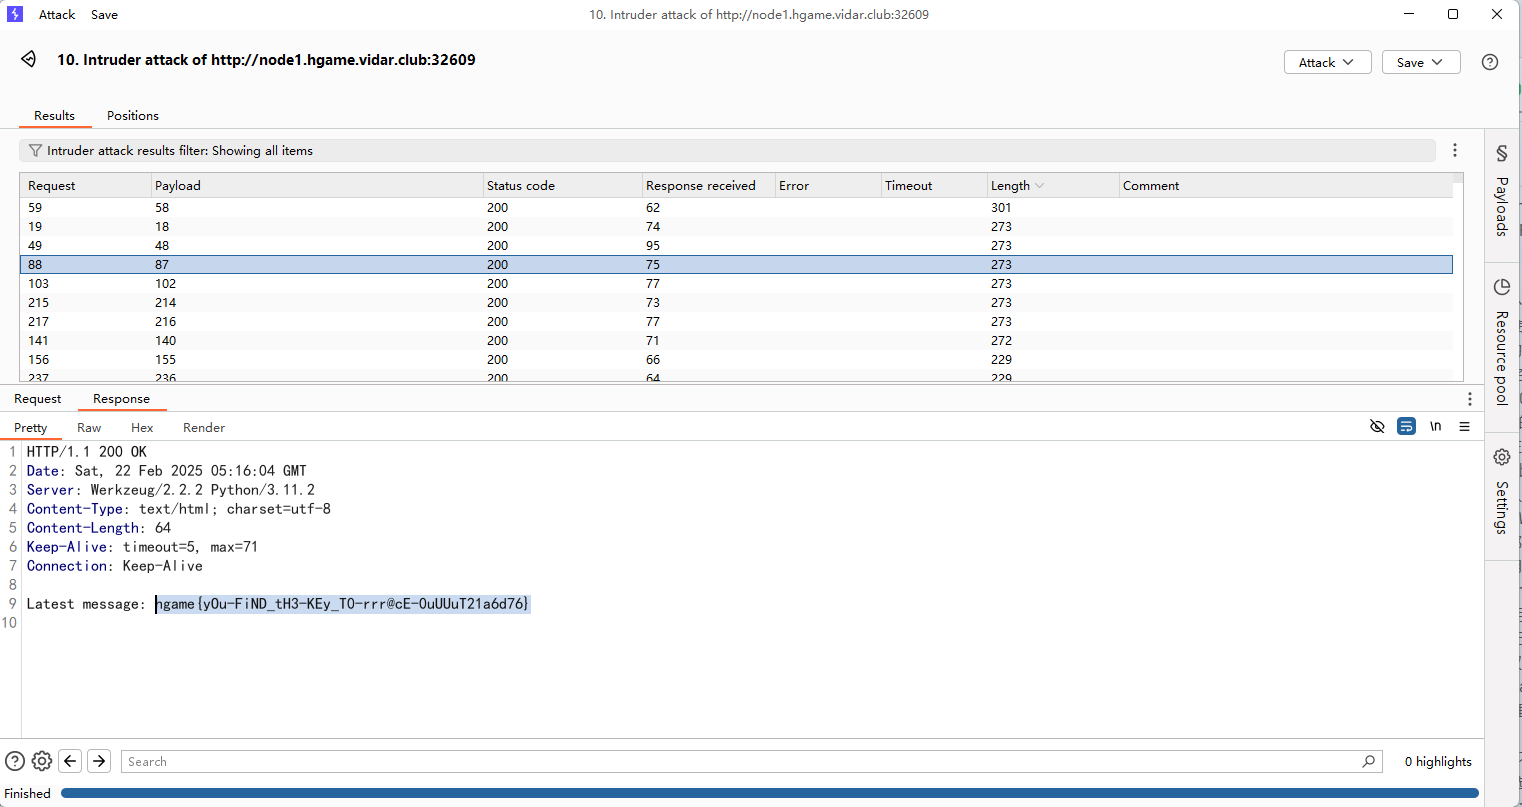 Attack Save 10. Intruder attack of http://node1.hgame.vidar.club:32609
10. Intruder attack of http://node1.hgame.vidar.club:32609 Attack Save
Results Positions
Intruder attack results filter: Showing all items
Request Payload Status code Response received Error Timeout Length Comment
59 58 200 62 301
19 18 200 74 273
49 48 200 95 273
88 87 200 75 273
103 102 200 77 273
215 214 200 73 273
217 216 200 77 273
141 140 200 71 272
156 155 200 66 229
237 236 200 64 229
Payloads
Resource pool
Settings
Request Response
Pretty Raw Hex Render \n
1 HTTP/1.1 200 OK
2 Date: Sat, 22 Feb 2025 05:16:04 GMT
3 Server: Werkzeug/2.2.2 Python/3.11.2
4 Content-Type: text/html; charset=utf-8
5 Content-Length: 64
6 Keep-Alive: timeout=5, max=71
7 Connection: Keep-Alive
8
9 Latest message: hgame{y0u-FiND_tH3-KEy_T0-rrr@cE-0uUUuT21a6d76}
10
Search 0 highlights
Finished